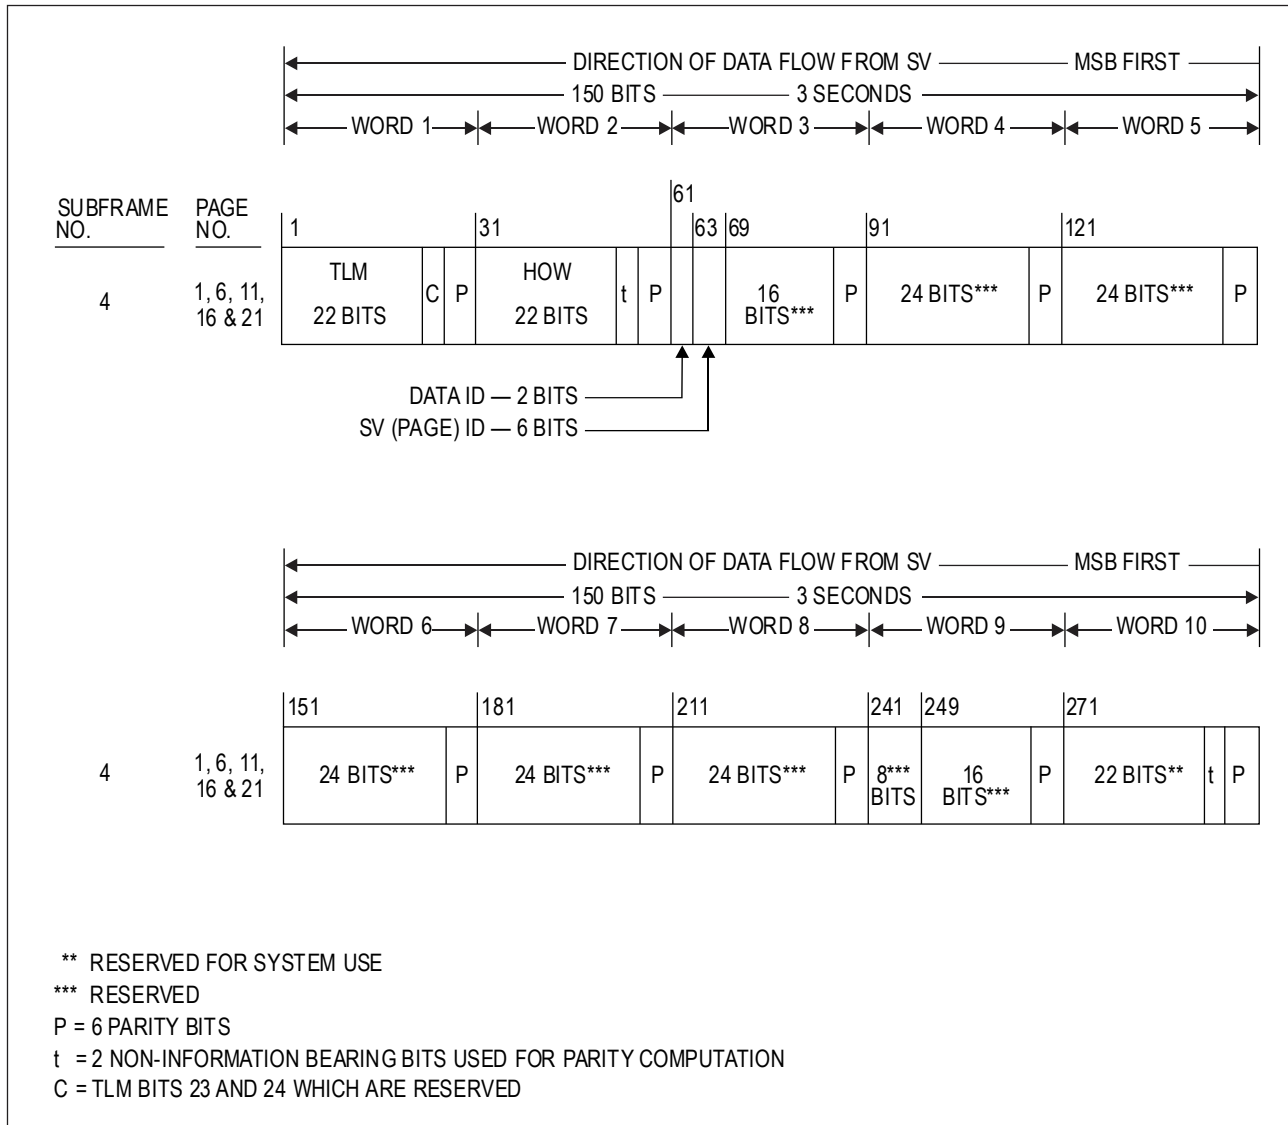 DIRECTION OF DATA FLOW FROM SV MSB FIRST
150 BITS 3 SECONDS
WORD 1 WORD 2 WORD 3 WORD 4 WORD 5
SUBFRAME NO. PAGE NO.
1 31 61 63 69 91 121
4
1, 6, 11,
16 & 21
TLM
22 BITS
C
P
HOW
22 BITS
t
P
16
BITS***
P
24 BITS***
P
24 BITS***
P
DATA ID — 2 BITS
SV (PAGE) ID — 6 BITS
DIRECTION OF DATA FLOW FROM SV MSB FIRST
150 BITS 3 SECONDS
WORD 6 WORD 7 WORD 8 WORD 9 WORD 10
151 181 211 241 249 271
4
1, 6, 11,
16 & 21
24 BITS***
P
24 BITS***
P
24 BITS***
P
8***
BITS
16
BITS***
P
22 BITS**
t
P
** RESERVED FOR SYSTEM USE
*** RESERVED
P = 6 PARITY BITS
t = 2 NON-INFORMATION BEARING BITS USED FOR PARITY COMPUTATION
C = TLM BITS 23 AND 24 WHICH ARE RESERVED